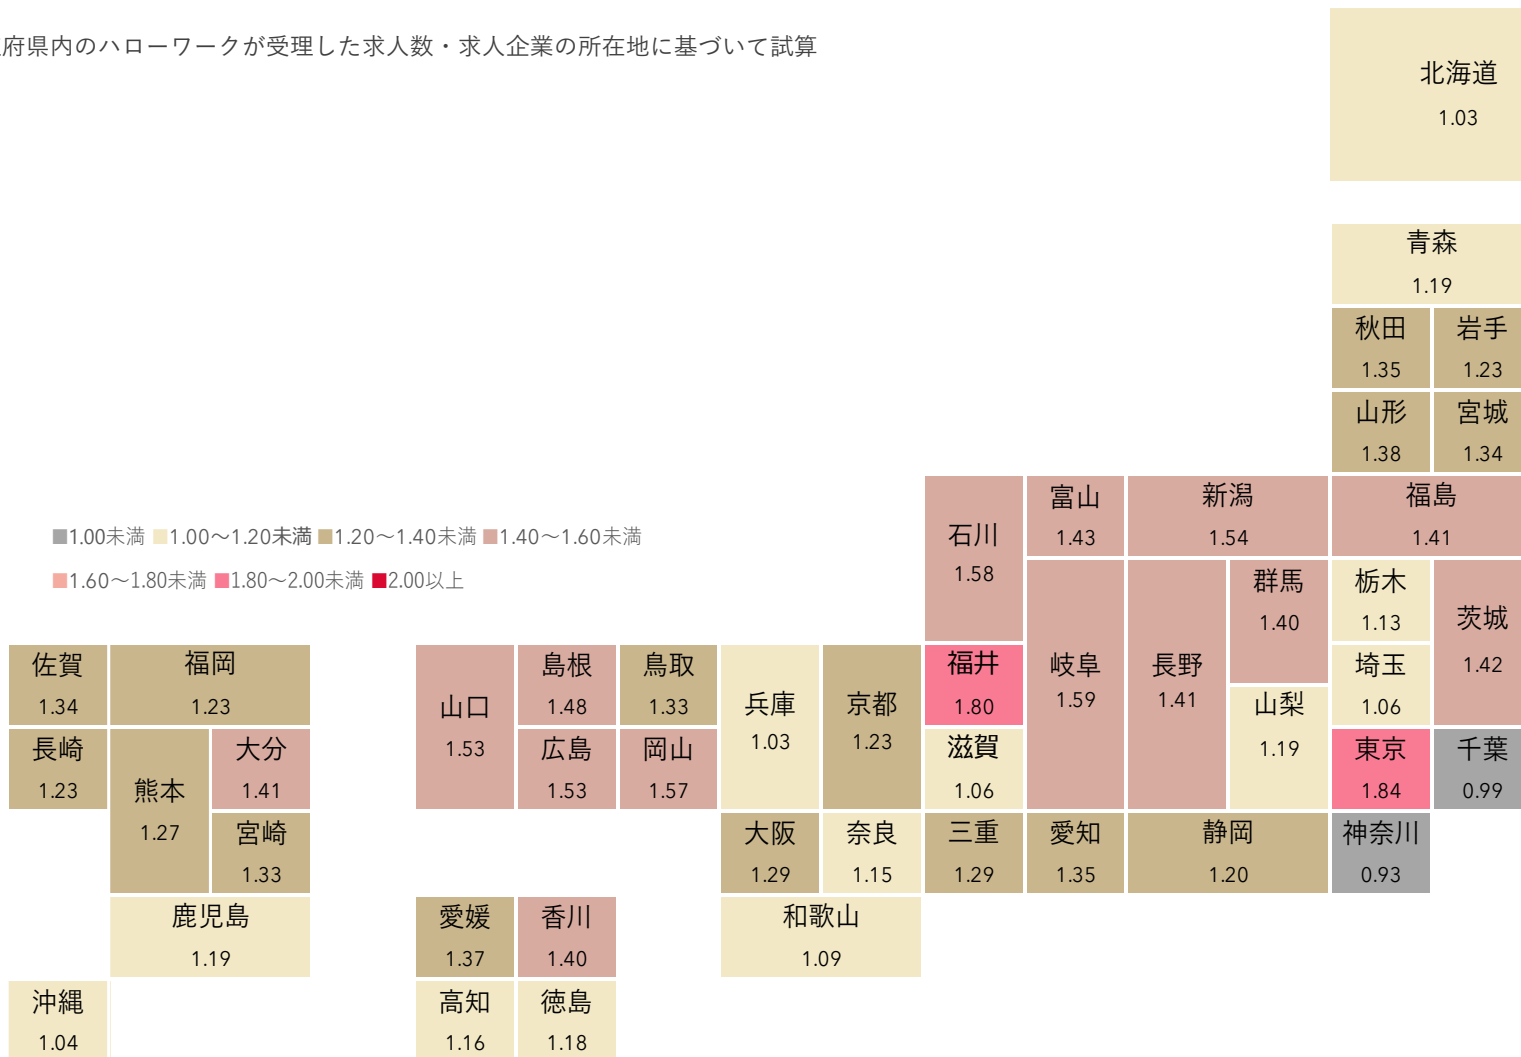 府県内のハローワークが受理した求人数・求人企業の所在地に基づいて試算
北海道
1.03
青森
1.19
秋田 岩手
1.35 1.23
山形 宮城
1.38 1.34
石川 富山 新潟 福島
1.58 1.43 1.54 1.41
■1.00未満 ■1.00～1.20未満 ■1.20～1.40未満 ■1.40～1.60未満
■1.60～1.80未満 ■1.80～2.00未満 ■2.00以上
群馬 栃木 茨城
1.40 1.13 1.42
佐賀 福岡 山口 島根 鳥取 兵庫 京都 福井 岐阜 長野 山梨 埼玉
1.34 1.23 1.53 1.48 1.33 1.03 1.23 1.80 1.59 1.41 1.19 1.06
長崎 熊本 大分 広島 岡山 滋賀 東京 千葉
1.23 1.27 1.41 1.53 1.57 1.06 1.84 0.99
宮崎 大阪 奈良 三重 愛知 静岡 神奈川
1.33 1.29 1.15 1.29 1.35 1.20 0.93
鹿児島 愛媛 香川 和歌山
1.19 1.37 1.40 1.09
沖縄 高知 徳島
1.04 1.16 1.18